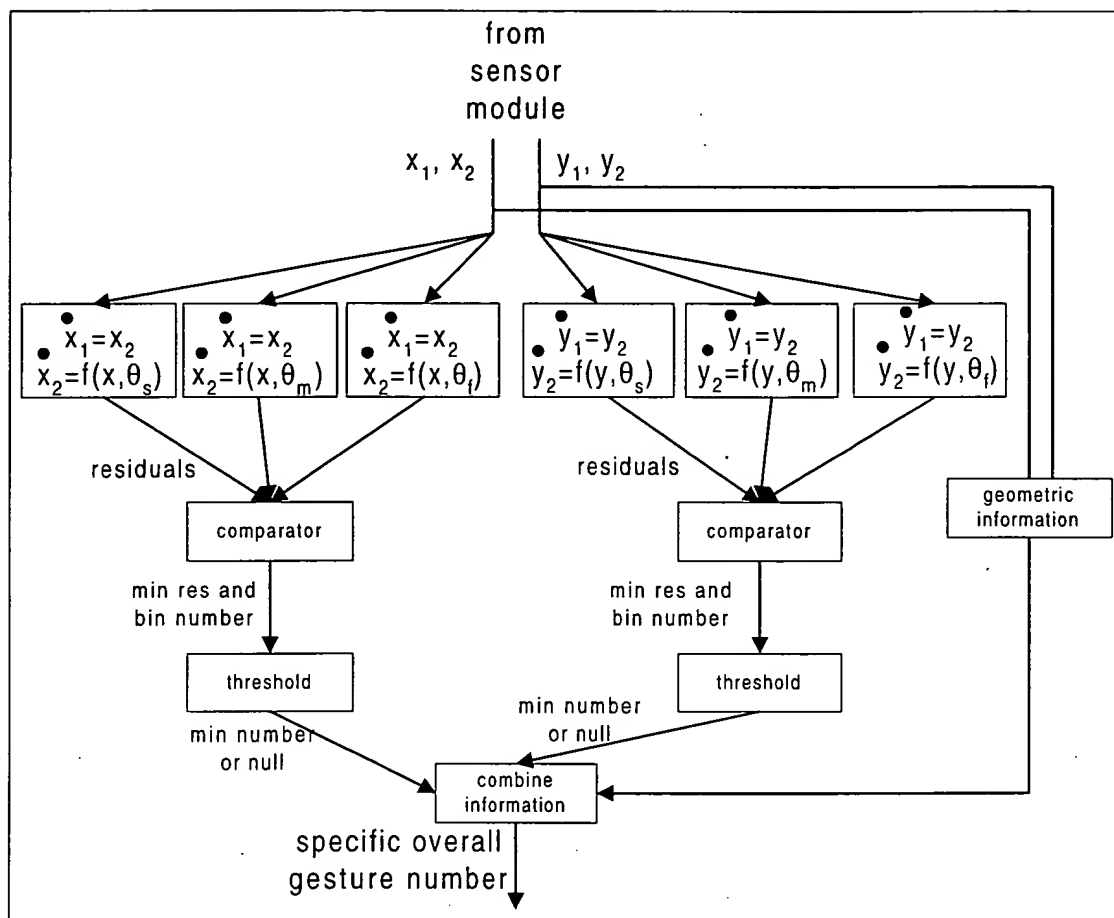 from
sensor
module
x₁, x₂ y₁, y₂
ẋ₁=x₂ ẋ₁=x₂ ẋ₁=x₂ ẏ₁=y₂ ẏ₁=y₂ ẏ₁=y₂
ẋ₂=f(x,θₛ) ẋ₂=f(x,θₘ) ẋ₂=f(x,θf) ẏ₂=f(y,θₛ) ẏ₂=f(y,θₘ) ẏ₂=f(y,θf)
residuals residuals
geometric
information
comparator comparator
min res and
bin number
min res and
bin number
threshold threshold
min number
or null
min number
or null
combine
information
specific overall
gesture number